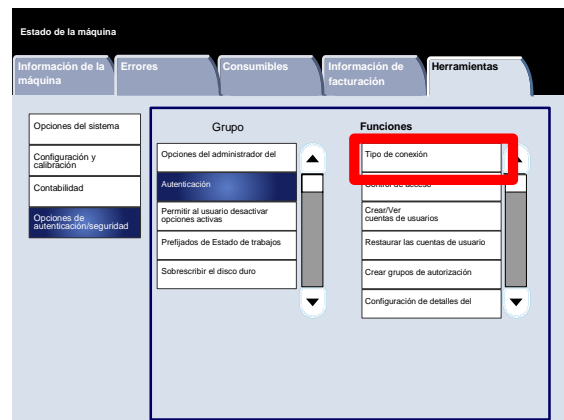 Estado de la máquina
Información de la
máquina
Errores
Consumibles
Información de
facturación
Herramientas
Opciones del sistema
Configuración y
calibración
Contabilidad
Opciones de
autenticación/seguridad
Grupo
Opciones del administrador del
Autenticación
Permitir al usuario desactivar
opciones activas
Prefijados de Estado de trabajos
Sobrescribir el disco duro
Funciones
Tipo de conexión
Control de acceso
Crear/Ver
cuentas de usuarios
Restaurar las cuentas de usuario
Crear grupos de autorización
Configuración de detalles del